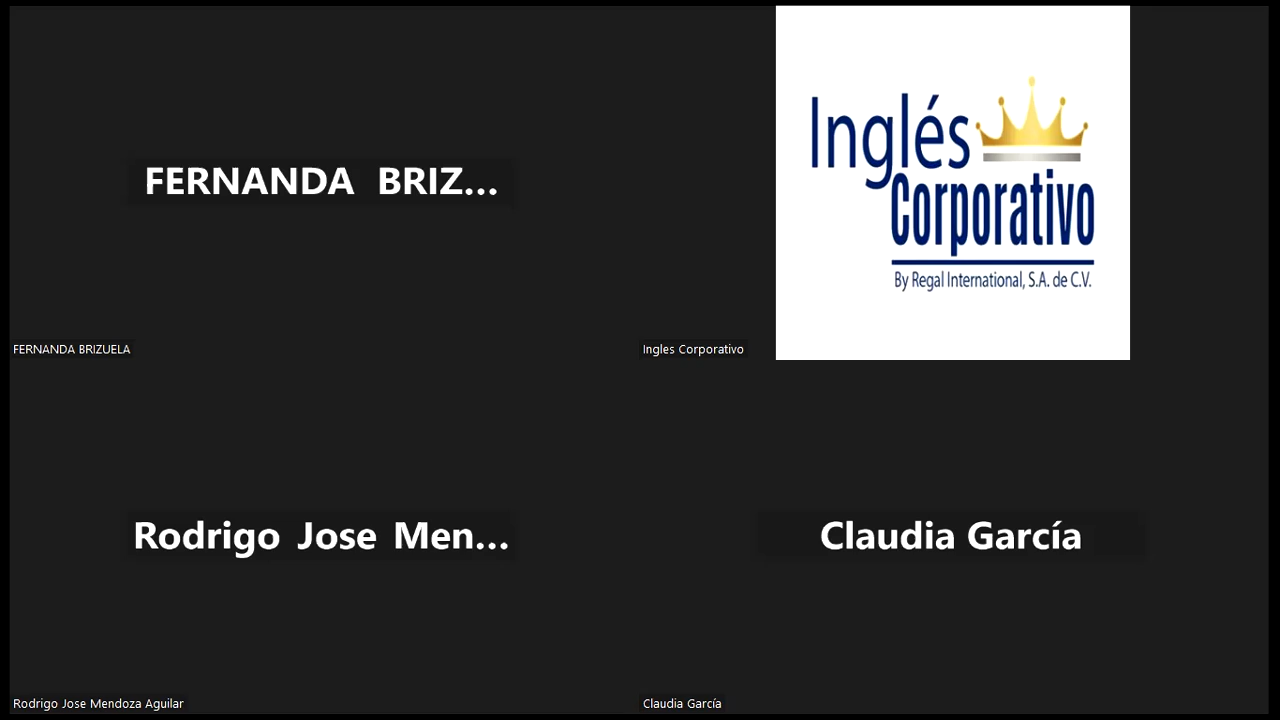 FERNANDA BRIZ...
FERNANDA BRIZUELA
Inglés
Corporativo
By Regal International, S.A. de C.V.
Ingles Corporativo
Rodrigo Jose Men...
Rodrigo Jose Mendoza Aguilar
Claudia García
Claudia García